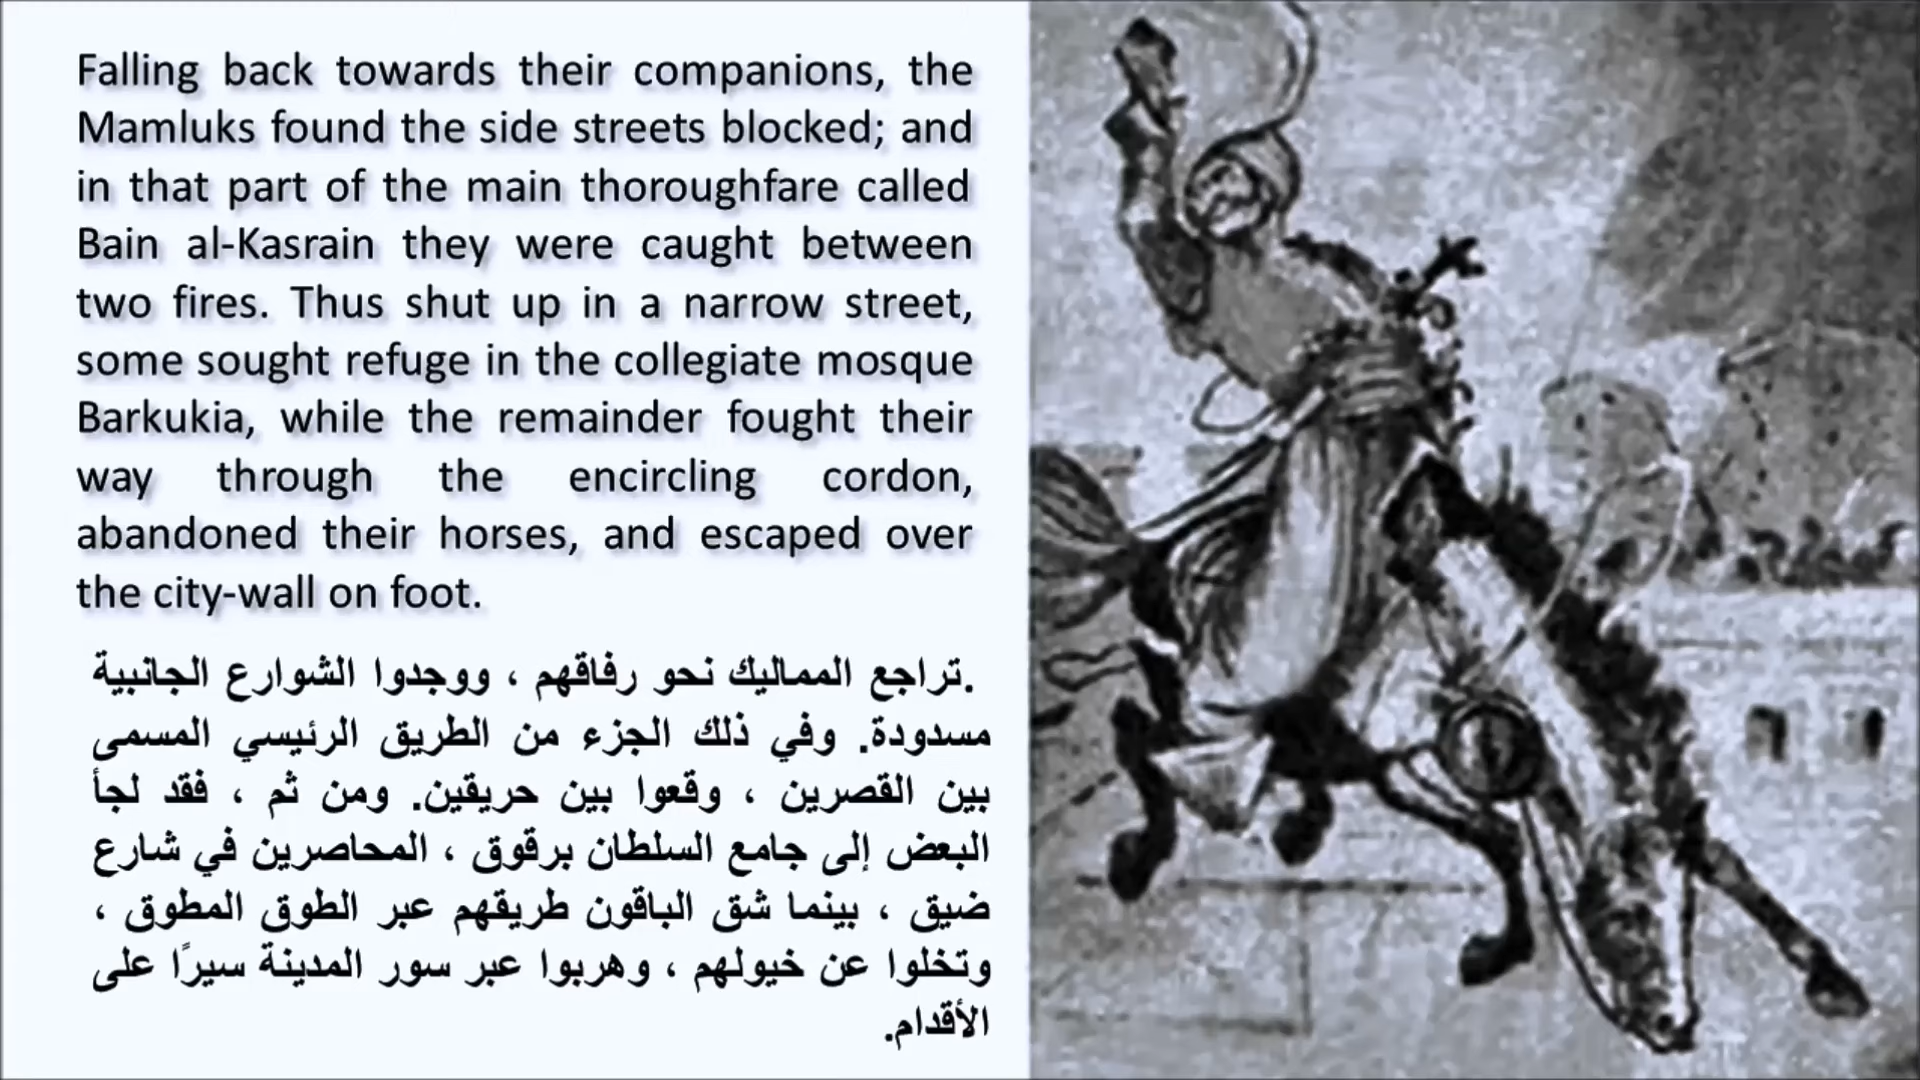 Falling back towards their companions, the
Mamluks found the side streets blocked; and
in that part of the main thoroughfare called
Bain al-Kasrain they were caught between
two fires. Thus shut up in a narrow street,
some sought refuge in the collegiate mosque
Barkukia, while the remainder fought their
way through the encircling cordon,
abandoned their horses, and escaped over
the city-wall on foot.
.تراجع المماليك نحو رفاقهم ، ووجدوا الشوارع الجانبية
مسدودة. وفي ذلك الجزء من الطريق الرئيسي المسمى
بين القصرين ، وقعوا بين حريقين. ومن ثم ، فقد لجأ
البعض إلى جامع السلطان برقوق ، المحاصرين في شارع
ضيق ، بينما شق الباقون طريقهم عبر الطوق المطوق ،
وتخلوا عن خيولهم ، وهربوا عبر سور المدينة سيرًا على
الأقدام.